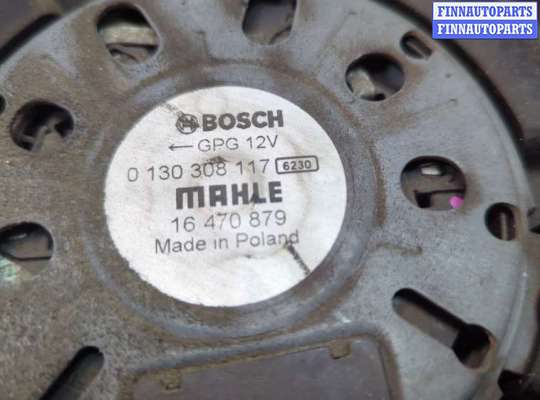 FINNAUTOPARTS
FINNAUTOPARTS
BOSCH
← GPG 12V
0 130 308 117 6230
MAHLE
16 470 879
Made in Poland